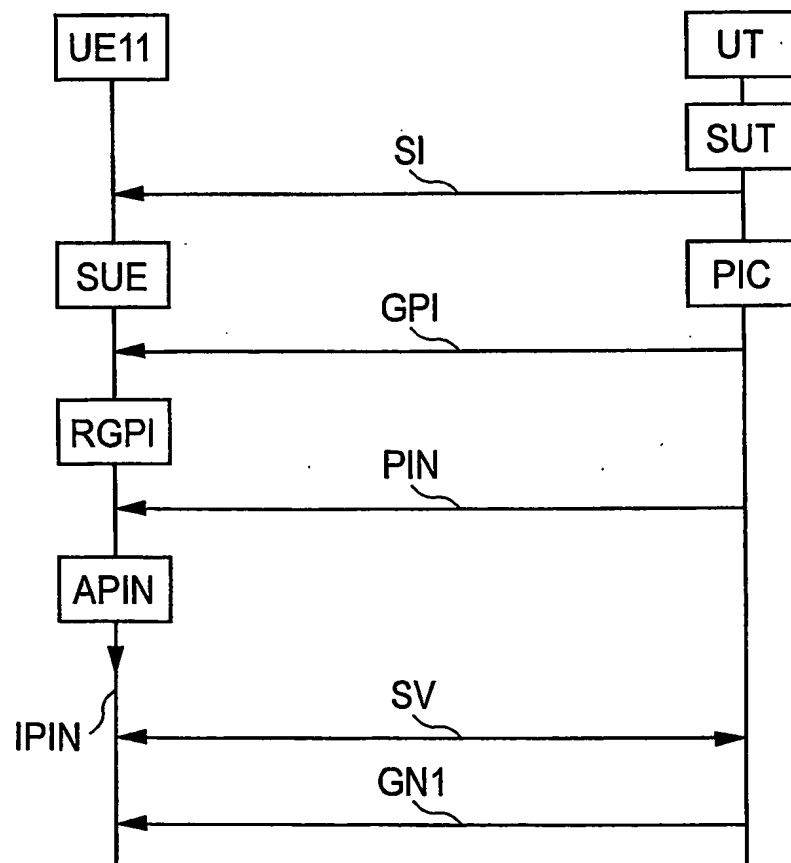 UE11
UT
SUT
SI
SUE
PIC
GPI
RGPI
PIN
APIN
SV
IPIN
GN1